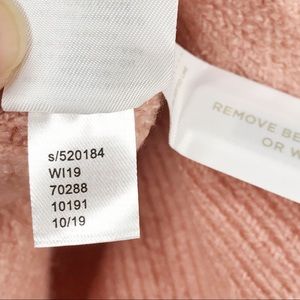 s/520184
WI19
70288
10191
10/19
REMOVE BE
OR W